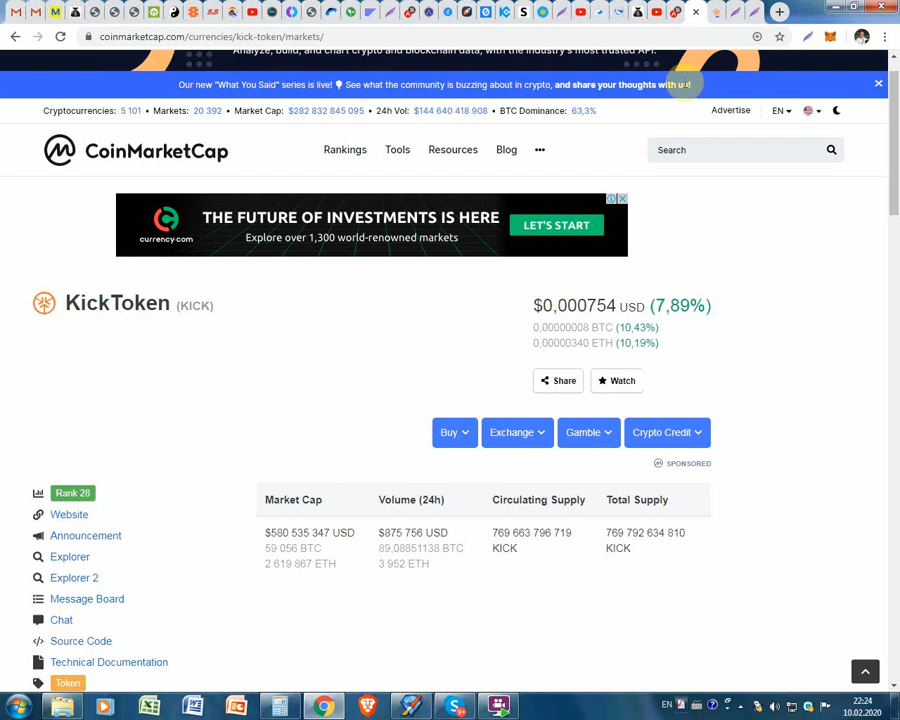 coinmarketcap.com/currencies/kick-token/markets/
Analyze, build, and chart crypto and blockchain data, with the industry's most trusted API.
Our new "What You Said" series is live! See what the community is buzzing about in crypto, and share your thoughts with us!
Cryptocurrencies: 5 101 • Markets: 20 392 • Market Cap: $282 832 845 095 • 24h Vol: $144 640 418 908 • BTC Dominance: 63,3%
Advertise EN
CoinMarketCap
Rankings Tools Resources Blog •••
Search
currency.com
THE FUTURE OF INVESTMENTS IS HERE
Explore over 1,300 world-renowned markets
LET'S START
KickToken (KICK)
$0,000754 USD (7,89%)
0,00000008 BTC (10,43%)
0,00000340 ETH (10,19%)
Share Watch
Buy Exchange Gamble Crypto Credit
SPONSORED
Rank 28
Website
Announcement
Explorer
Explorer 2
Message Board
Chat
Source Code
Technical Documentation
Token
Market Cap Volume (24h) Circulating Supply Total Supply
$580 535 347 USD $875 756 USD 769 663 796 719 769 792 634 810
59 056 BTC 89,08851138 BTC KICK KICK
2 619 867 ETH 3 952 ETH
EN
22:24
10.02.2020